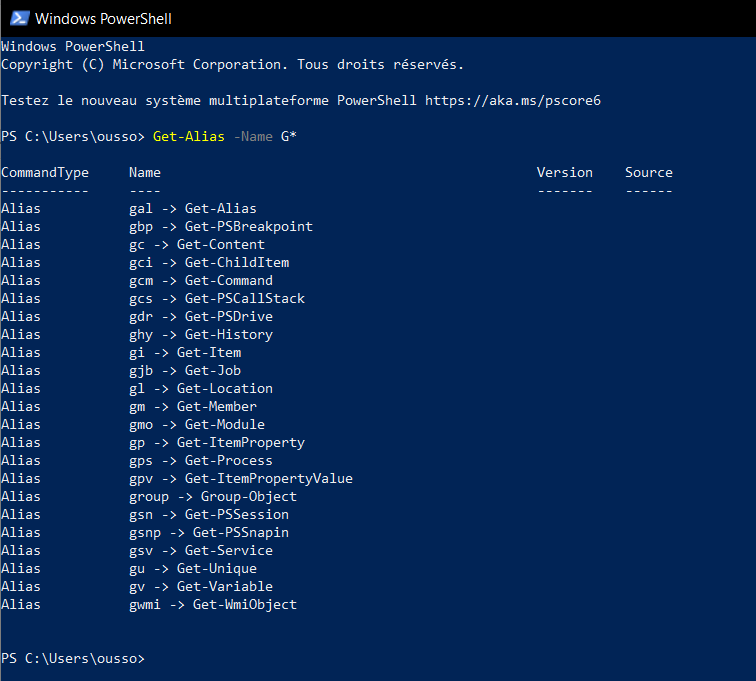 Windows PowerShell
Windows PowerShell
Copyright (C) Microsoft Corporation. Tous droits réservés.
Testez le nouveau système multiplateforme PowerShell https://aka.ms/pscore6
PS C:\Users\ousso> Get-Alias -Name G*
CommandType     Name                                               Version    Source
-----------     ----                                               -------    ------
Alias           gal -> Get-Alias
Alias           gbp -> Get-PSBreakpoint
Alias           gc -> Get-Content
Alias           gci -> Get-ChildItem
Alias           gcm -> Get-Command
Alias           gcs -> Get-PSCallStack
Alias           gdr -> Get-PSDrive
Alias           ghy -> Get-History
Alias           gi -> Get-Item
Alias           gjb -> Get-Job
Alias           gl -> Get-Location
Alias           gm -> Get-Member
Alias           gmo -> Get-Module
Alias           gp -> Get-ItemProperty
Alias           gps -> Get-Process
Alias           gpv -> Get-ItemPropertyValue
Alias           group -> Group-Object
Alias           gsn -> Get-PSSession
Alias           gsnp -> Get-PSSnapin
Alias           gsv -> Get-Service
Alias           gu -> Get-Unique
Alias           gv -> Get-Variable
Alias           gwmi -> Get-WmiObject
PS C:\Users\ousso>